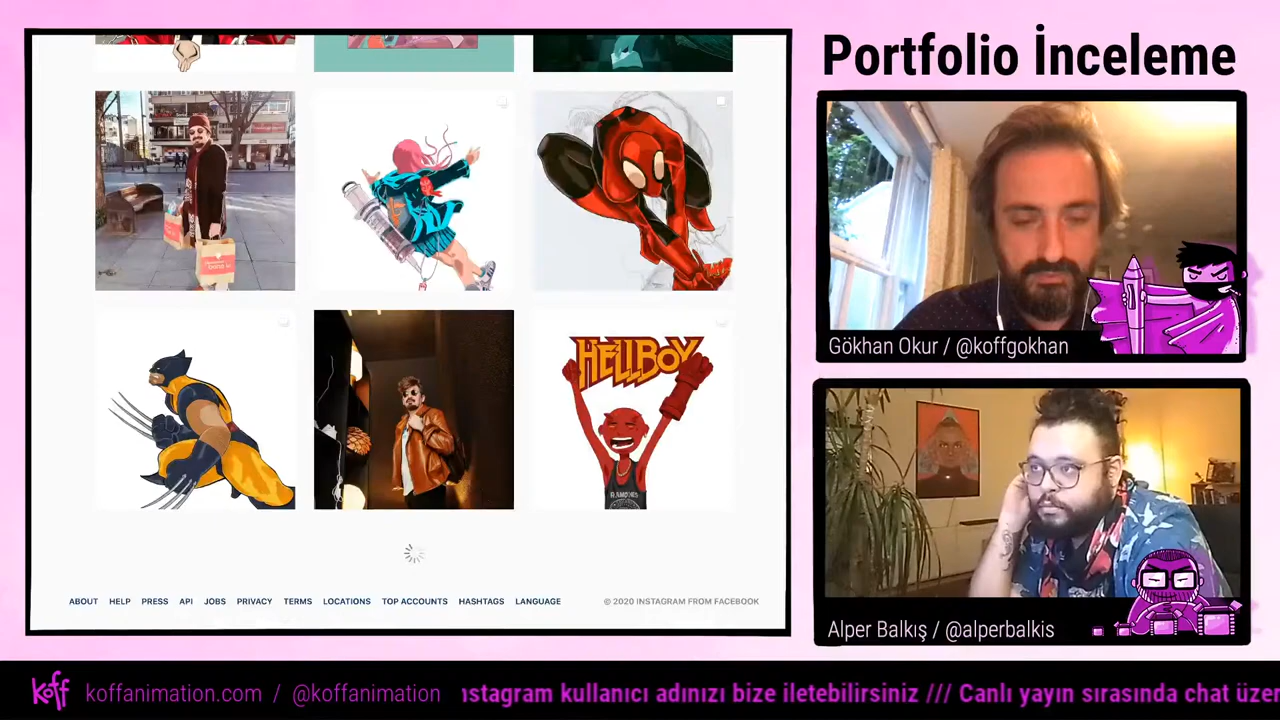 Portfolio İnceleme
HELLBOY
RAMONES
ABOUT HELP PRESS API JOBS PRIVACY TERMS LOCATIONS TOP ACCOUNTS HASHTAGS LANGUAGE © 2020 INSTAGRAM FROM FACEBOOK
Gökhan Okur / @koffgokhan
Alper Balkış / @alperbalkis
koff koffanimation.com / @koffanimation ıstagram kullanıcı adınızı bize iletebilirsiniz /// Canlı yayın sırasında chat üzer